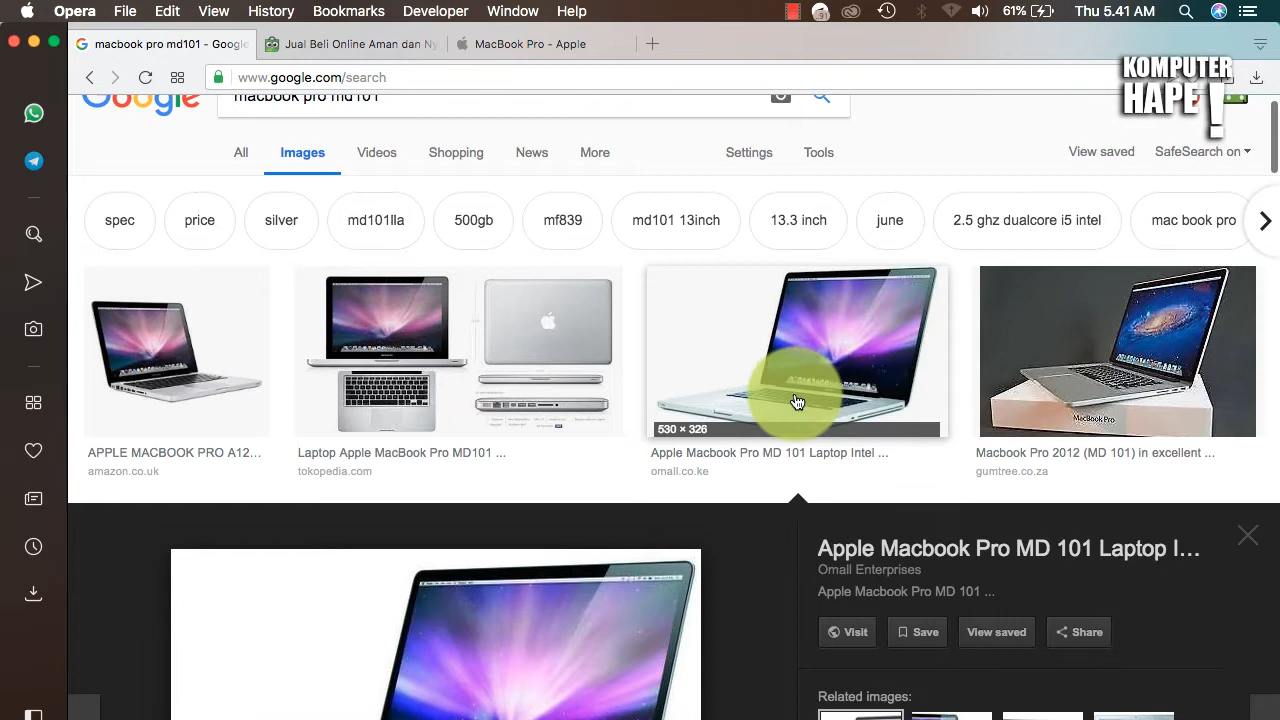 Opera File Edit View History Bookmarks Developer Window Help 61% Thu 5.41 AM
macbook pro md101 - Google Jual Beli Online Aman dan Ny MacBook Pro - Apple
www.google.com/search
KOMPUTER
HAPE!
Google macbook pro md101
All Images Videos Shopping News More Settings Tools View saved SafeSearch on
spec price silver md101lla 500gb mf839 md101 13inch 13.3 inch june 2.5 ghz dualcore i5 intel mac book pro
MacBook Pro
530 × 326
APPLE MACBOOK PRO A12... Laptop Apple MacBook Pro MD101 ... Apple Macbook Pro MD 101 Laptop Intel ... Macbook Pro 2012 (MD 101) in excellent ...
amazon.co.uk tokopedia.com omall.co.ke gumtree.co.za
Apple Macbook Pro MD 101 Laptop I...
Omall Enterprises
Apple Macbook Pro MD 101 ...
Visit Save View saved Share
Related images: